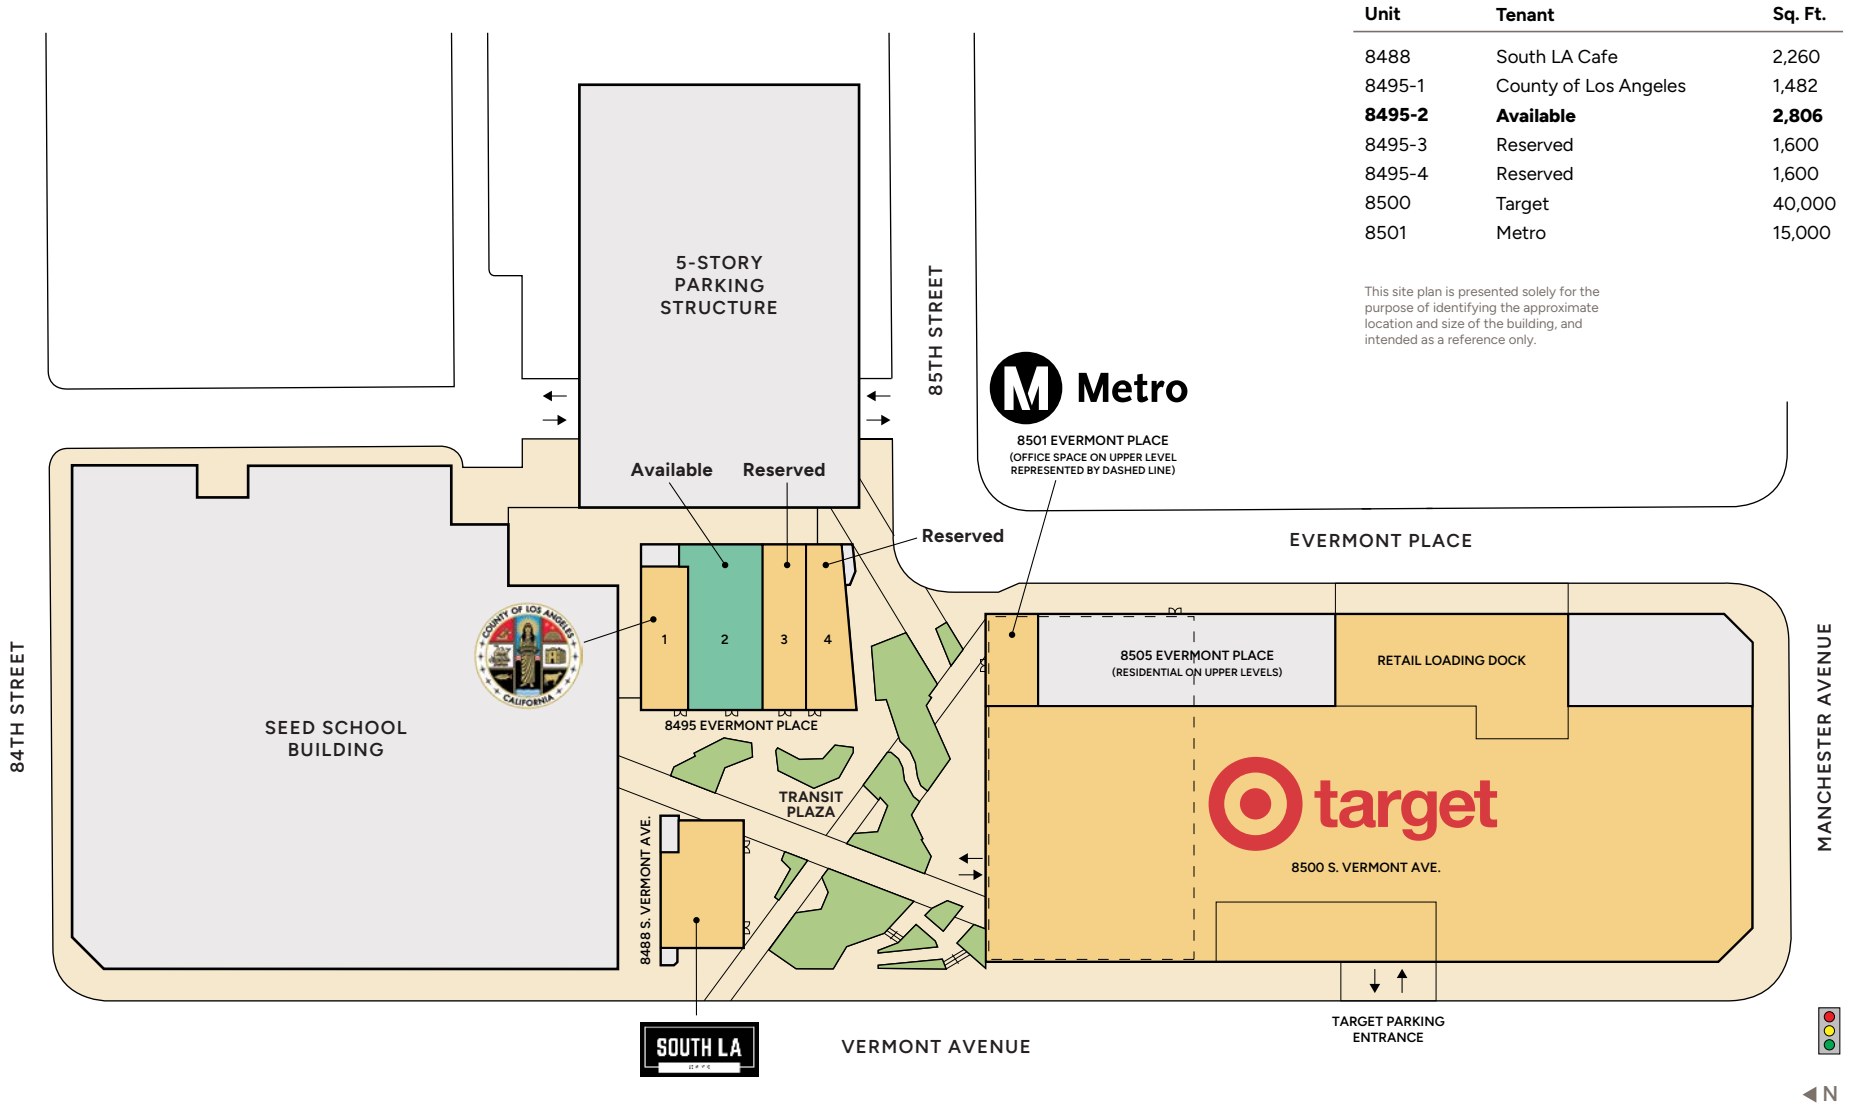 Unit Tenant Sq. Ft.
8488 South LA Cafe 2,260
8495-1 County of Los Angeles 1,482
8495-2 Available 2,806
8495-3 Reserved 1,600
8495-4 Reserved 1,600
8500 Target 40,000
8501 Metro 15,000
This site plan is presented solely for the
purpose of identifying the approximate
location and size of the building, and
intended as a reference only.
5-STORY
PARKING
STRUCTURE
85TH STREET
M Metro
8501 EVERMONT PLACE
(OFFICE SPACE ON UPPER LEVEL
REPRESENTED BY DASHED LINE)
Available Reserved
Reserved
EVERMONT PLACE
COUNTY OF LOS ANGELES
CALIFORNIA
1 2 3 4
8495 EVERMONT PLACE
8505 EVERMONT PLACE
(RESIDENTIAL ON UPPER LEVELS)
RETAIL LOADING DOCK
84TH STREET
SEED SCHOOL
BUILDING
MANCHESTER AVENUE
TRANSIT
PLAZA
target
8500 S. VERMONT AVE.
8488 S. VERMONT AVE.
SOUTH LA
VERMONT AVENUE
TARGET PARKING
ENTRANCE
N